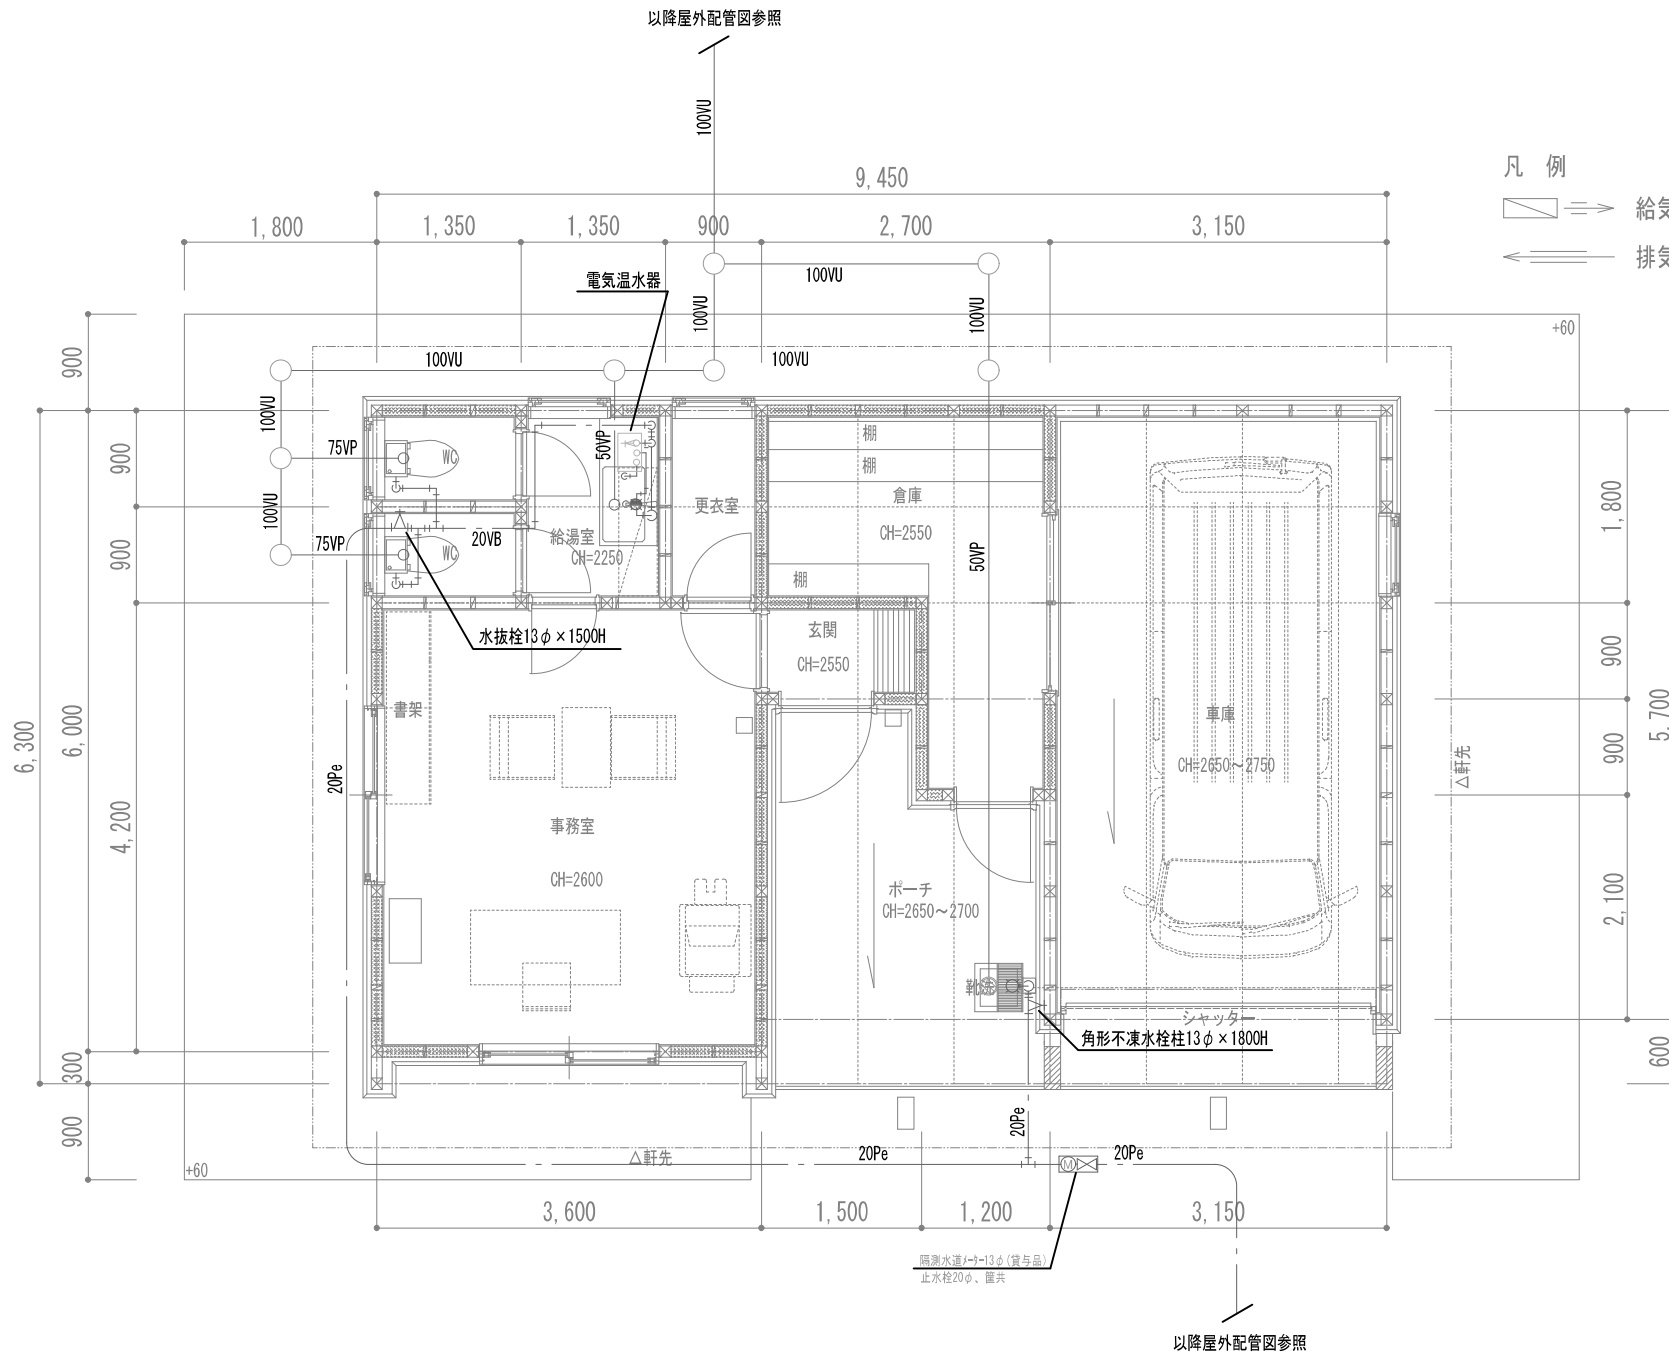 以降屋外配管図参照
100VU
凡 例
給気
排気
9,450
1,800
1,350
1,350
900
2,700
3,150
100VU
電気温水器
100VU
100VU
+60
900
100VU
100VU
100VU
75VP
WC
50VP
棚
棚
倉庫
CH=2550
更衣室
900
1,800
100VU
75VP
WC
20VB
給湯室
CH=2250
50VP
棚
900
水抜栓13φ×1500H
玄関
CH=2550
900
書架
車庫
CH=2650～2750
6,300
6,000
5,700
900
△軒先
20Pe
4,200
事務室
CH=2600
ポーチ
CH=2650～2700
2,100
シャッター
角形不凍水栓柱13φ×1800H
300
600
900
20Pe
+60
△軒先
20Pe
20Pe
M
3,600
1,500
1,200
3,150
隔測水道ﾒｰﾀｰ13φ(貸与品)
止水栓20φ、筐共
以降屋外配管図参照